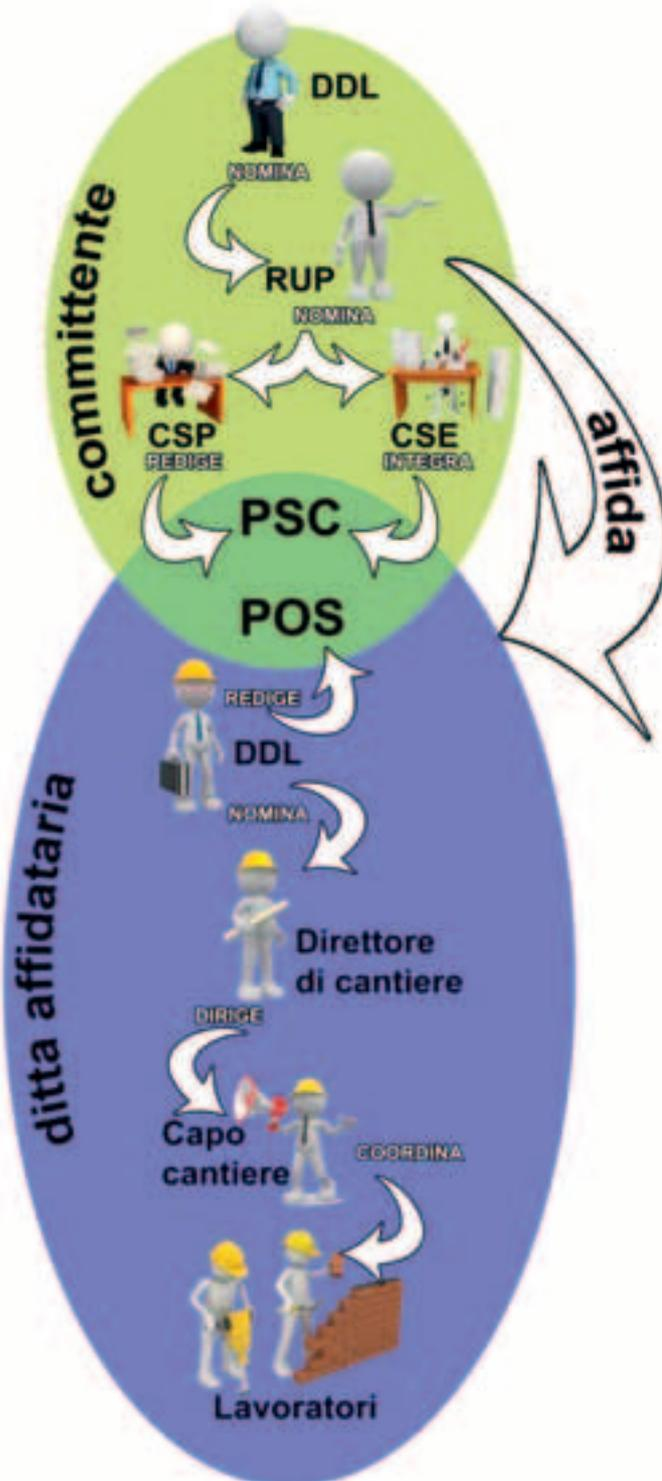 DDL
NOMINA
committente
RUP
NOMINA
CSP
REDIGE
CSE
INTEGRA
affida
PSC
POS
REDIGE
DDL
NOMINA
ditta affidataria
Direttore
di cantiere
DIRIGE
Capo
cantiere
COORDINA
Lavoratori